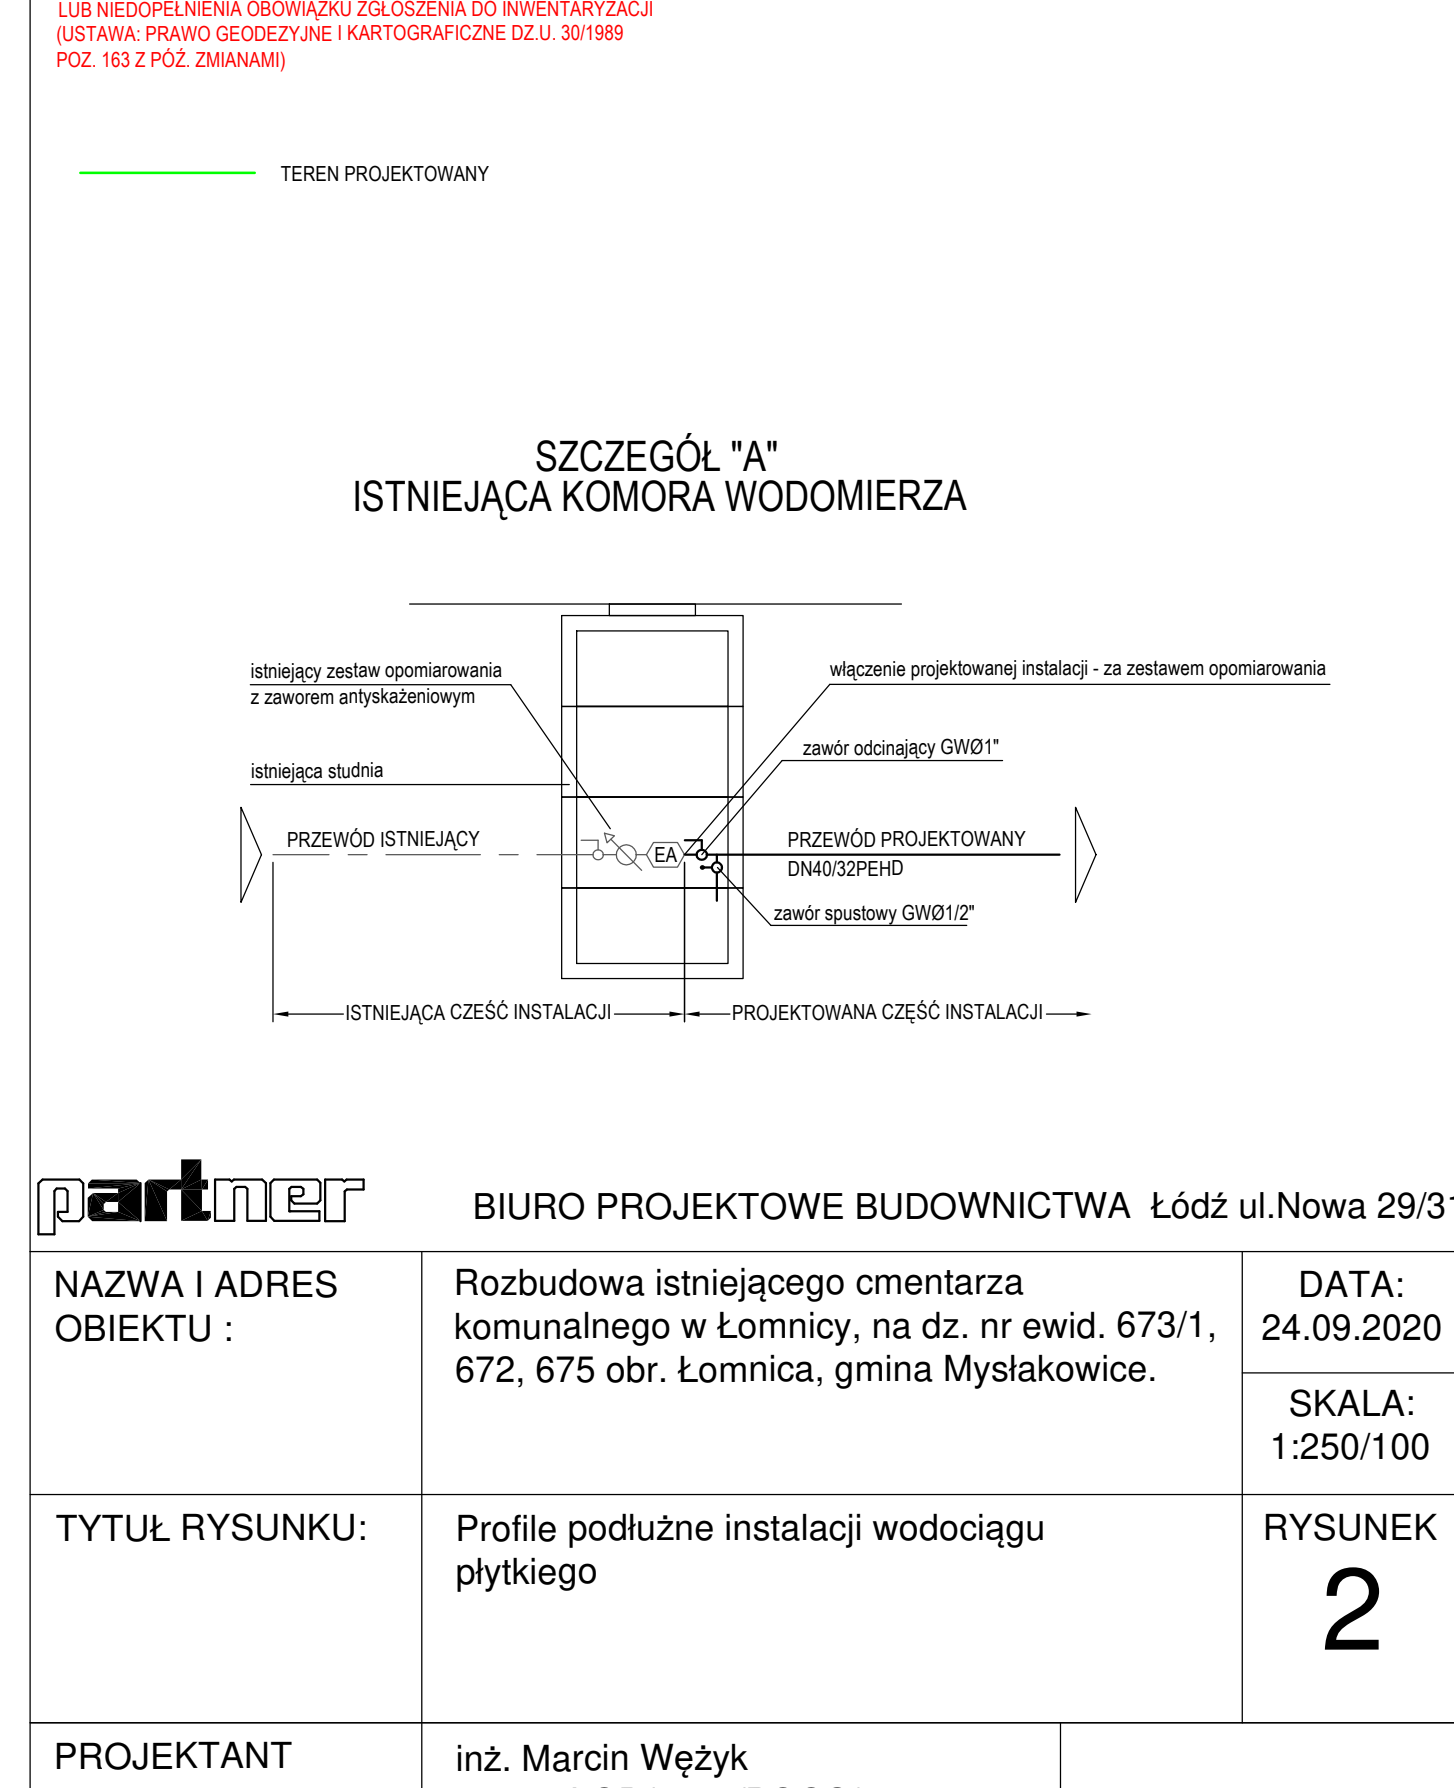 LUB NIEDOPEŁNIENIA OBOWIĄZKU ZGŁOSZENIA DO INWENTARYZACJI
(USTAWA: PRAWO GEODEZYJNE I KARTOGRAFICZNE DZ.U. 30/1989
POZ. 163 Z PÓŹ. ZMIANAMI)
TEREN PROJEKTOWANY
SZCZEGÓŁ "A"
ISTNIEJĄCA KOMORA WODOMIERZA
istniejący zestaw opomiarowania
z zaworem antyskażeniowym
włączenie projektowanej instalacji - za zestawem opomiarowania
zawór odcinający GWØ1"
istniejąca studnia
PRZEWÓD ISTNIEJĄCY
EA
PRZEWÓD PROJEKTOWANY
DN40/32PEHD
zawór spustowy GWØ1/2"
ISTNIEJĄCA CZEŚĆ INSTALACJI
PROJEKTOWANA CZĘŚĆ INSTALACJI
partner
BIURO PROJEKTOWE BUDOWNICTWA Łódź ul.Nowa 29/31
NAZWA I ADRES
OBIEKTU :
Rozbudowa istniejącego cmentarza
komunalnego w Łomnicy, na dz. nr ewid. 673/1,
672, 675 obr. Łomnica, gmina Mysłakowice.
DATA:
24.09.2020
SKALA:
1:250/100
TYTUŁ RYSUNKU:
Profile podłużne instalacji wodociągu
płytkiego
RYSUNEK
2
PROJEKTANT
inż. Marcin Wężyk